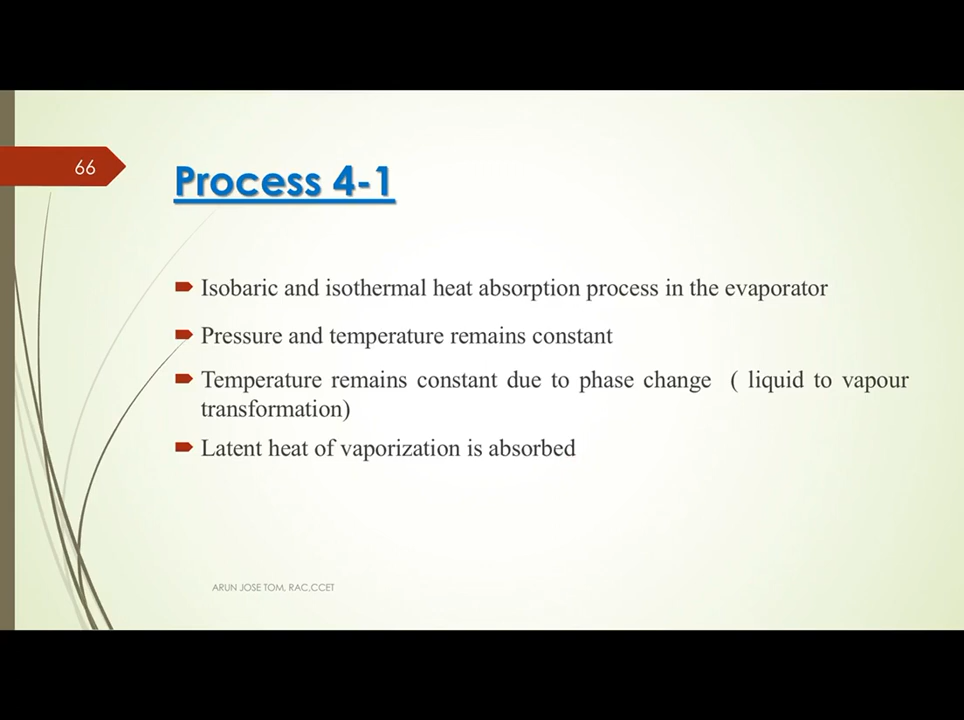 66
Process 4-1
Isobaric and isothermal heat absorption process in the evaporator
Pressure and temperature remains constant
Temperature remains constant due to phase change ( liquid to vapour
transformation)
Latent heat of vaporization is absorbed
ARUN JOSE TOM, RAC,CCET